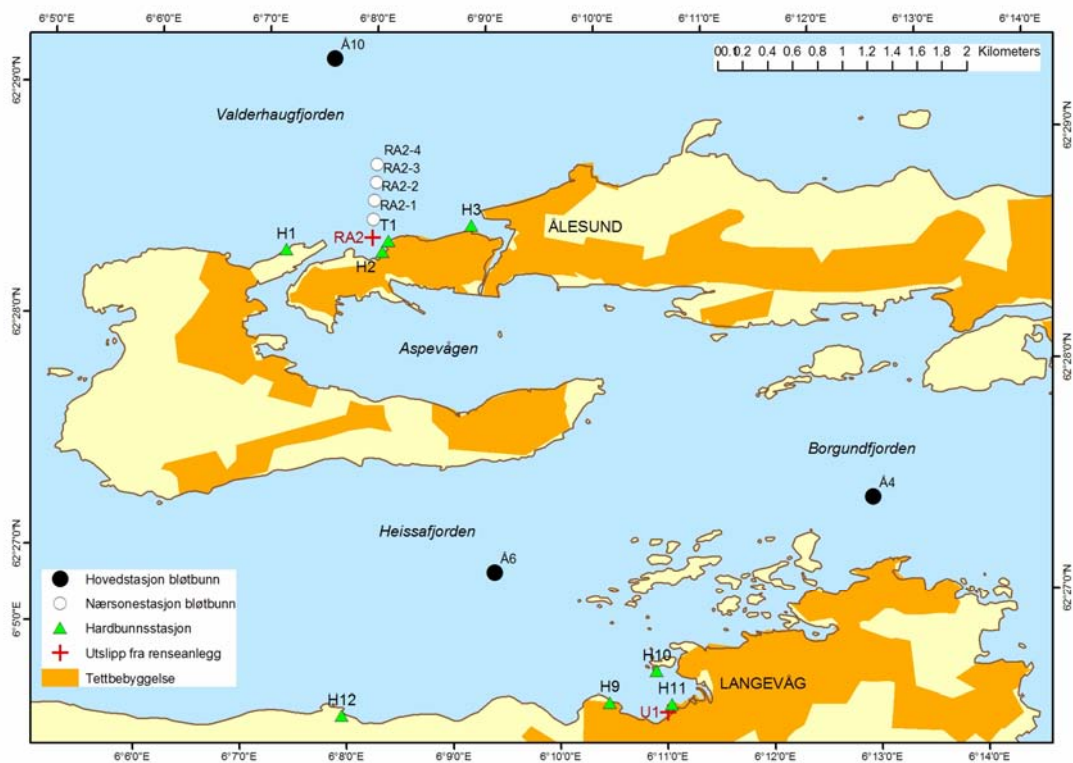 6°5'0"E 6°6'0"E 6°7'0"E 6°8'0"E 6°9'0"E 6°10'0"E 6°11'0"E 6°12'0"E 6°13'0"E 6°14'0"E
Å10
00.10.2 0.4 0.6 0.8 1 1.2 1.4 1.6 1.8 2 Kilometers
62°29'0"N
Valderhaugfjorden
62°29'0"N
RA2-4
RA2-3
RA2-2
RA2-1
T1
H3
RA2
H1
H2
ÅLESUND
62°28'0"N
Aspevågen
62°28'0"N
Borgundfjorden
Å4
Heissafjorden
62°27'0"N
Å6
62°27'0"N
Hovedstasjon bløtbunn
Nærsonestasjon bløtbunn
Hardbunnsstasjon
Utslipp fra renseanlegg
Tettbebyggelse
6°5'0"E
H10
H9
H11
LANGEVÅG
U1
H12
6°6'0"E 6°7'0"E 6°8'0"E 6°9'0"E 6°10'0"E 6°11'0"E 6°12'0"E 6°13'0"E 6°14'0"E